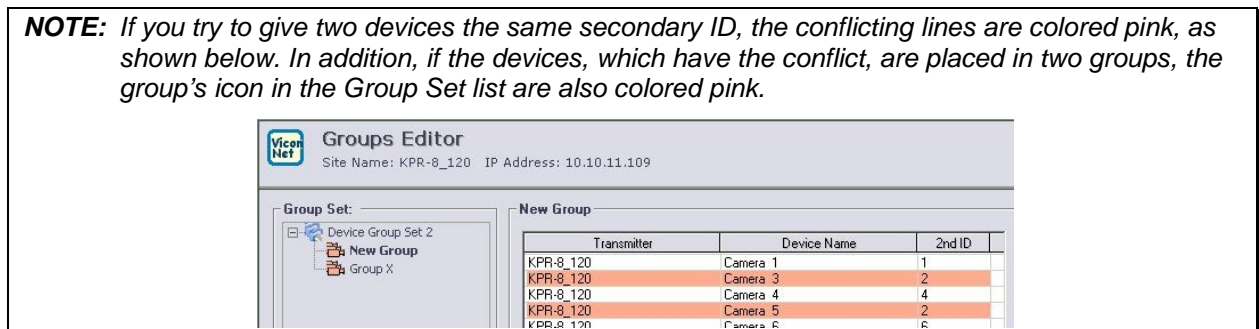 NOTE: If you try to give two devices the same secondary ID, the conflicting lines are colored pink, as
shown below. In addition, if the devices, which have the conflict, are placed in two groups, the
group's icon in the Group Set list are also colored pink.
Vicon
Net
Groups Editor
Site Name: KPR-8_120 IP Address: 10.10.11.109
Group Set:
Device Group Set 2
New Group
Group X
New Group
Transmitter Device Name 2nd ID
KPR-8_120 Camera 1 1
KPR-8_120 Camera 3 2
KPR-8_120 Camera 4 4
KPR-8_120 Camera 5 2
KPR-8_120 Camera 6 6